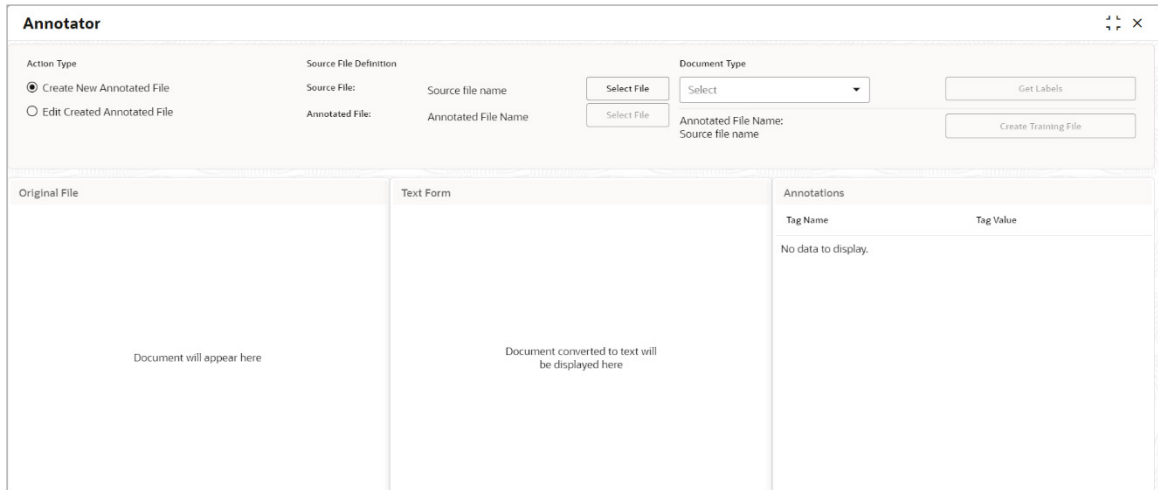 Annotator
Action Type
Source File Definition
Document Type
Create New Annotated File
Source File:
Source file name
Select File
Select
Get Labels
Edit Created Annotated File
Annotated File:
Annotated File Name
Select File
Annotated File Name:
Source file name
Create Training File
Original File
Text Form
Annotations
Tag Name
Tag Value
No data to display.
Document will appear here
Document converted to text will
be displayed here